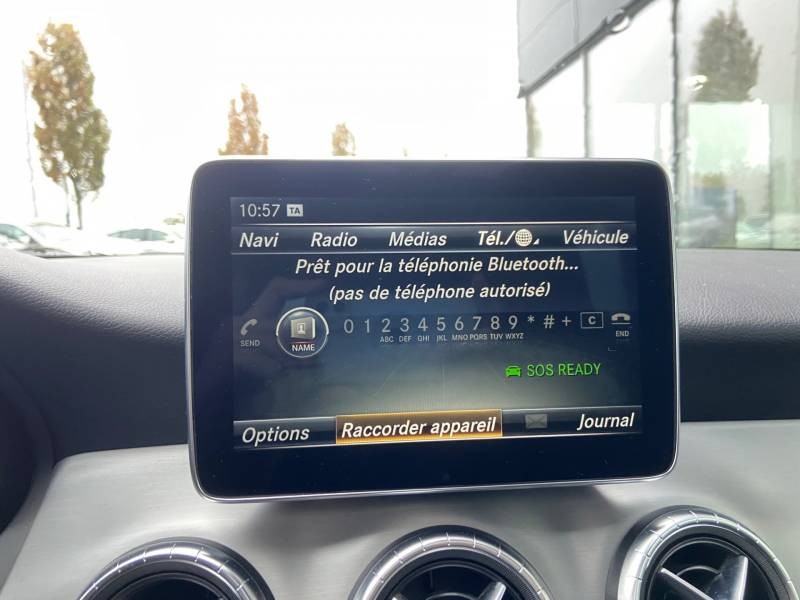 10:57 TA
Navi Radio Médias Tél./ Véhicule
Prêt pour la téléphonie Bluetooth...
(pas de téléphone autorisé)
SEND NAME 0 1 2 3 4 5 6 7 8 9 * # + C END
ABC DEF GHI JKL MNO PQRS TUV WXYZ
SOS READY
Options Raccorder appareil Journal